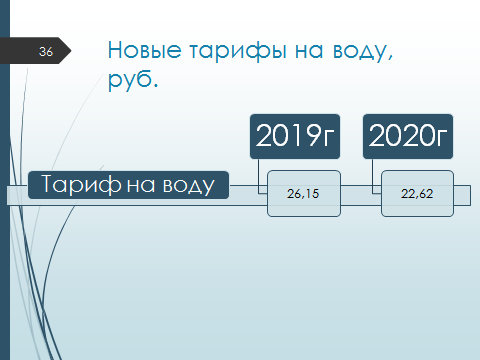 36
Новые тарифы на воду,
руб.
2019г 2020г
Тариф на воду 26,15 22,62